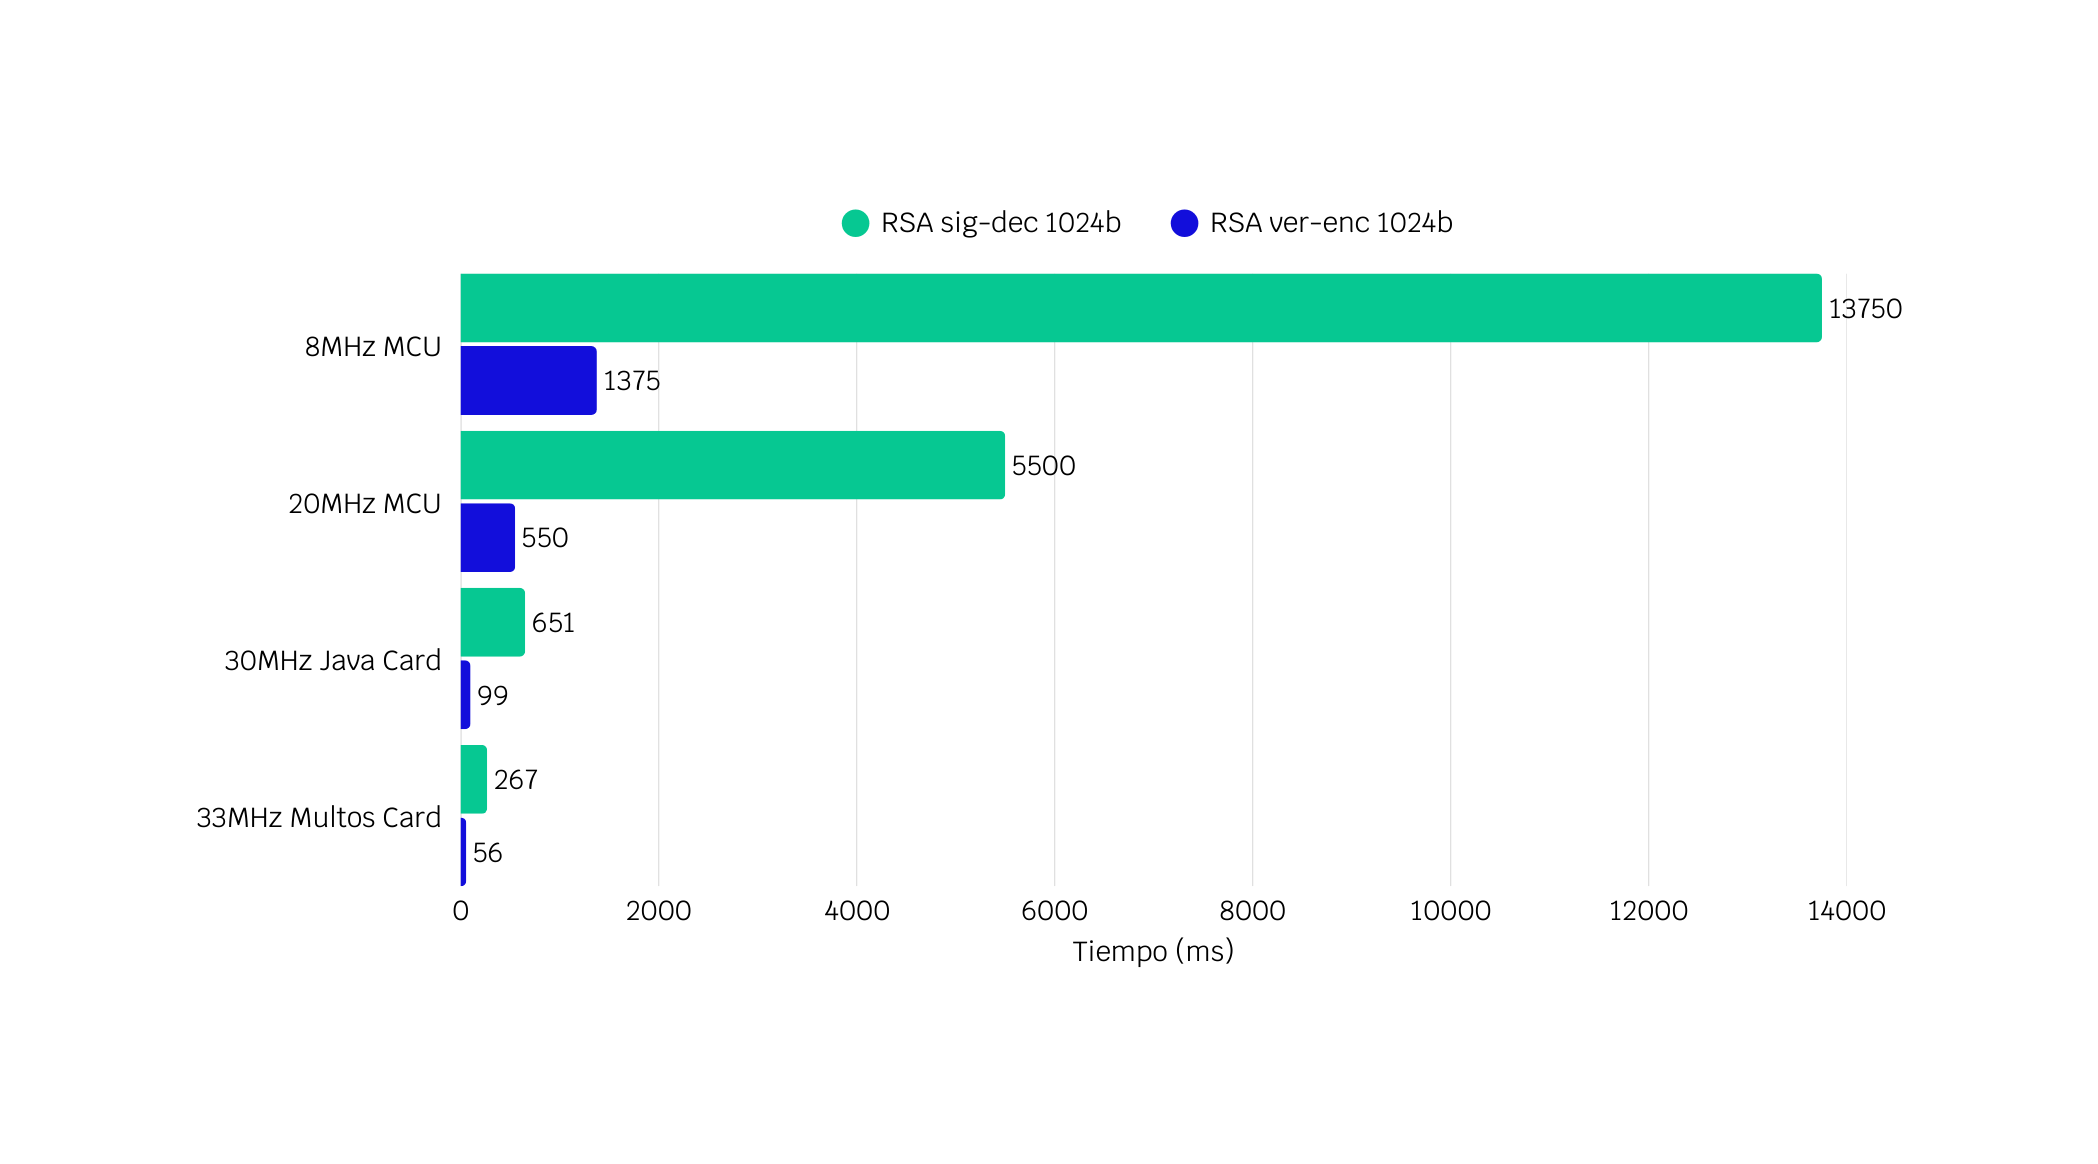 RSA sig-dec 1024b RSA ver-enc 1024b
13750
8MHz MCU
1375
5500
20MHz MCU
550
651
30MHz Java Card
99
267
33MHz Multos Card
56
0 2000 4000 6000 8000 10000 12000 14000
Tiempo (ms)